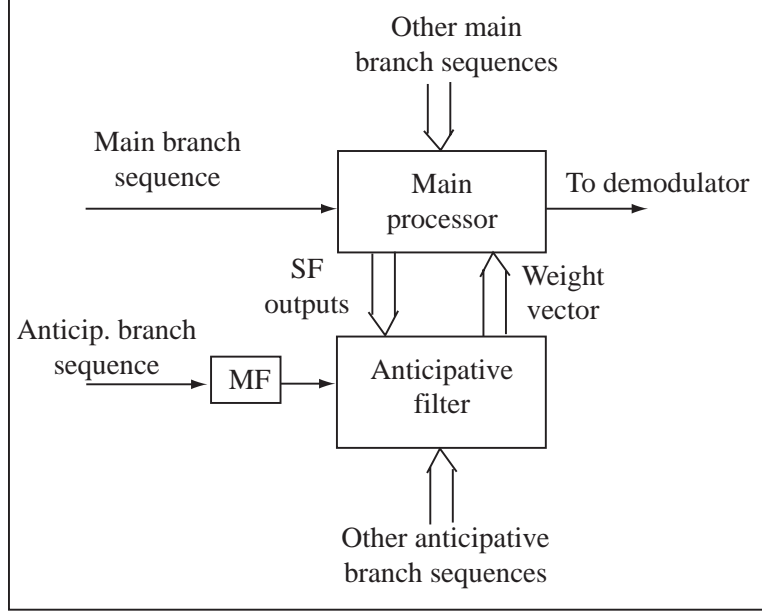 Other main
branch sequences
Main branch
sequence
Main
processor
To demodulator
SF
outputs
Weight
vector
Anticip. branch
sequence
MF
Anticipative
filter
Other anticipative
branch sequences